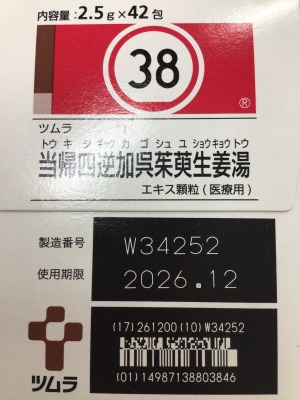 内容量:2.5g×42包
38
®
ツムラ
トウキシギャクカゴシュユショウキョウトウ
当帰四逆加呉茱萸生姜湯
エキス顆粒(医療用)
製造番号 W34252
使用期限 2026.12
(17)261200(10)W34252
(01)14987138803846
ツムラ